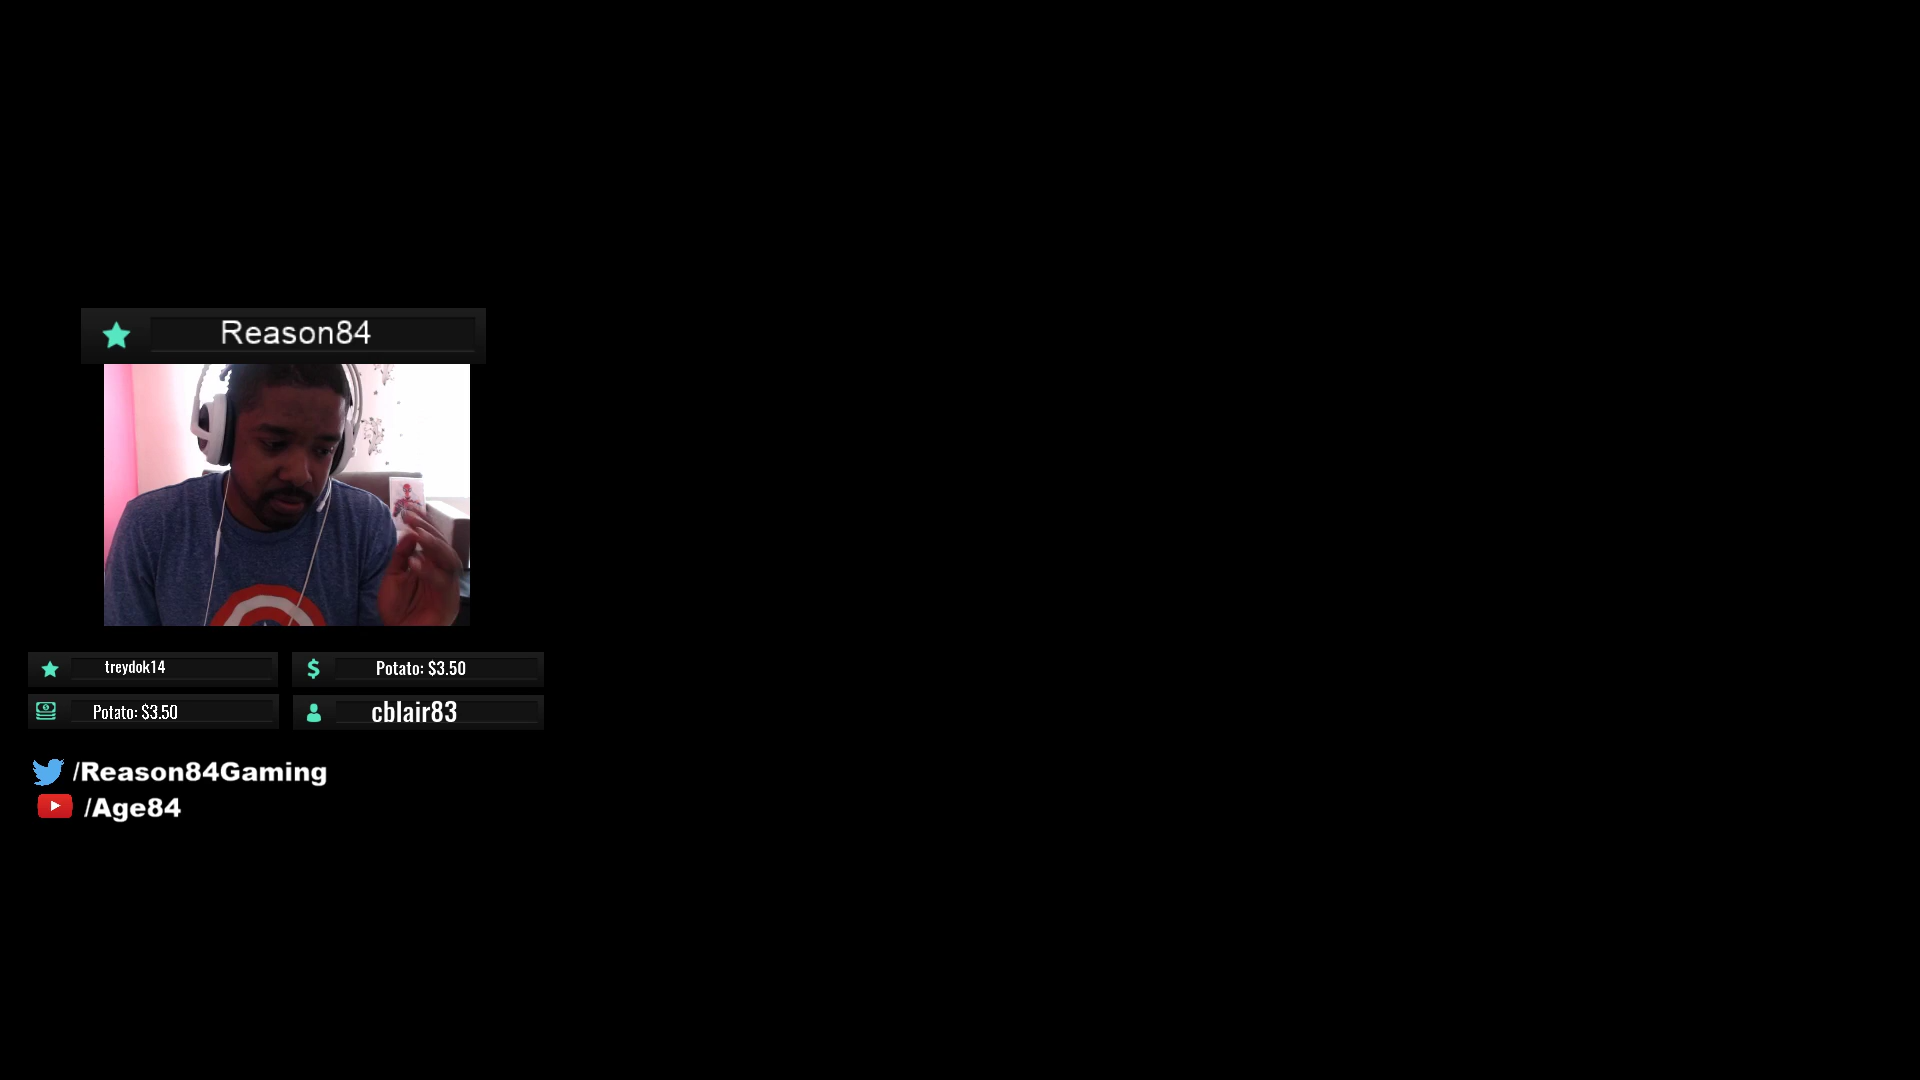 Reason84
treydok14
Potato: $3.50
Potato: $3.50
cblair83
/Reason84Gaming
/Age84